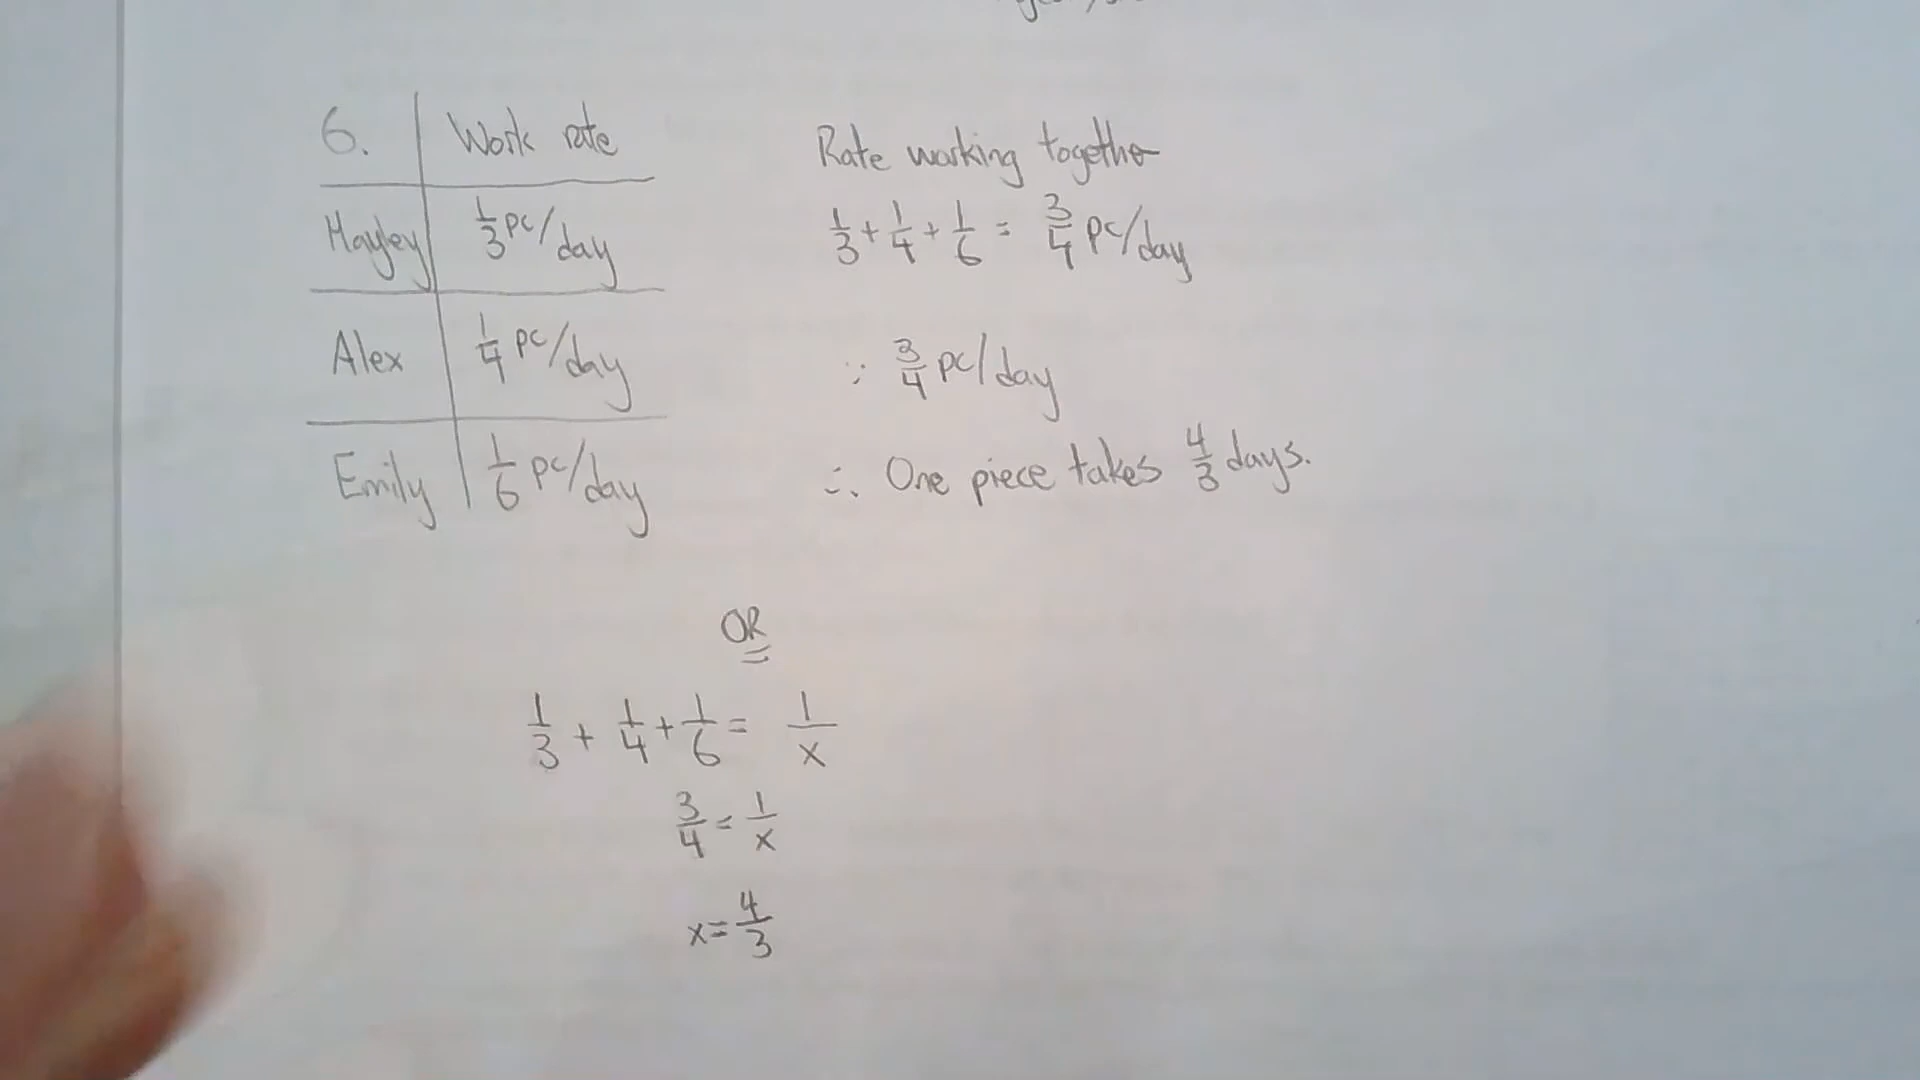 6. Work rate
Hayley 1/3 pc/day
Alex 1/4 pc/day
Emily 1/6 pc/day
Rate working together
1/3 + 1/4 + 1/6 = 3/4 pc/day
∵ 3/4 pc/day
∴ One piece takes 4/3 days.
OR
1/3 + 1/4 + 1/6 = 1/x
3/4 = 1/x
x = 4/3